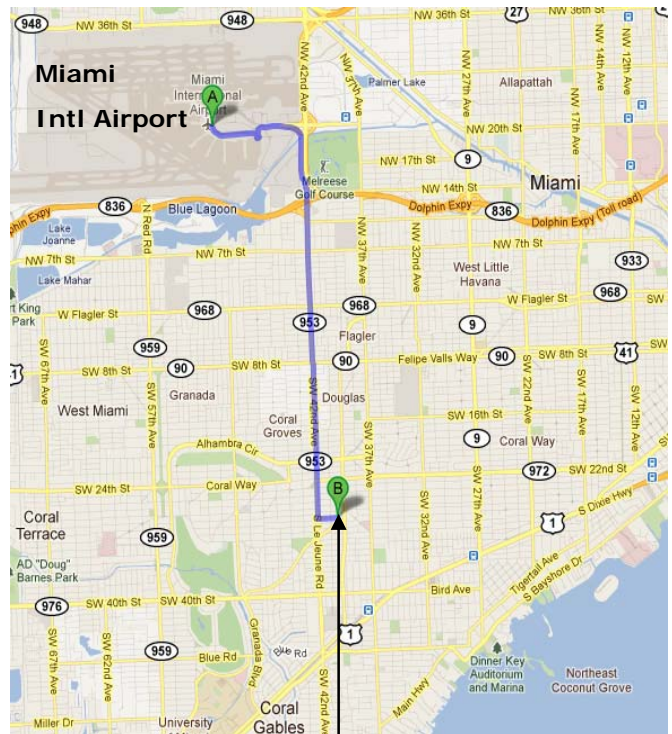 948
NW 36th St
948
NW 36th St
27
NW 36th St
Miami
Intl Airport
Miami
International
Airport
A
NW 42nd Ave
NW 37th Ave
Palmer Lake
NW 27th Ave
Allapattah
NW 14th Ave
NW 12th Ave
NW 17th Ave
NW 20th St
NW 17th St
9
Melreese
Golf Course
NW 14th St
Miami
836
N Red Rd
Blue Lagoon
Dolphin Expy
836
Dolphin Expy (Toll road)
phin Expy
Lake
Joanne
NW 7th St
NW 7th St
NW 7th St
Lake Mahar
NW 37th Ave
NW 32nd Ave
West Little
Havana
933
rt King
Park
W Flagler St
968
968
W Flagler St
968
SW
953
Flagler
9
959
90
SW 8th St
SW 8th St
90
Felipe Valls Way
90
SW 8th St
41
1
SW 67th Ave
SW 57th Ave
West Miami
Granada
Douglas
SW 42nd Ave
Coral
Groves
SW 22nd Ave
SW 17th Ave
SW 12th Ave
SW 16th St
9
Coral Way
Alhambra Cir
953
SW 37th Ave
972
SW 22nd St
SW 24th St
Coral Way
B
SW 32nd Ave
SW 27th Ave
S Dixie Hwy
1
Coral
Terrace
959
S Le Jeune Rd
AD "Doug"
Barnes Park
Bird Ave
Tigertail Ave
S Bayshore Dr
976
SW 40th St
SW 40th St
1
SW 67th Ave
SW 62nd Ave
959
Blue Rd
Granada Blvd
Blue Rd
Dinner Key
Auditorium
and Marina
Northeast
Coconut Grove
Main Hwy
SW 42nd Ave
Miller Dr
University
Coral
Gables